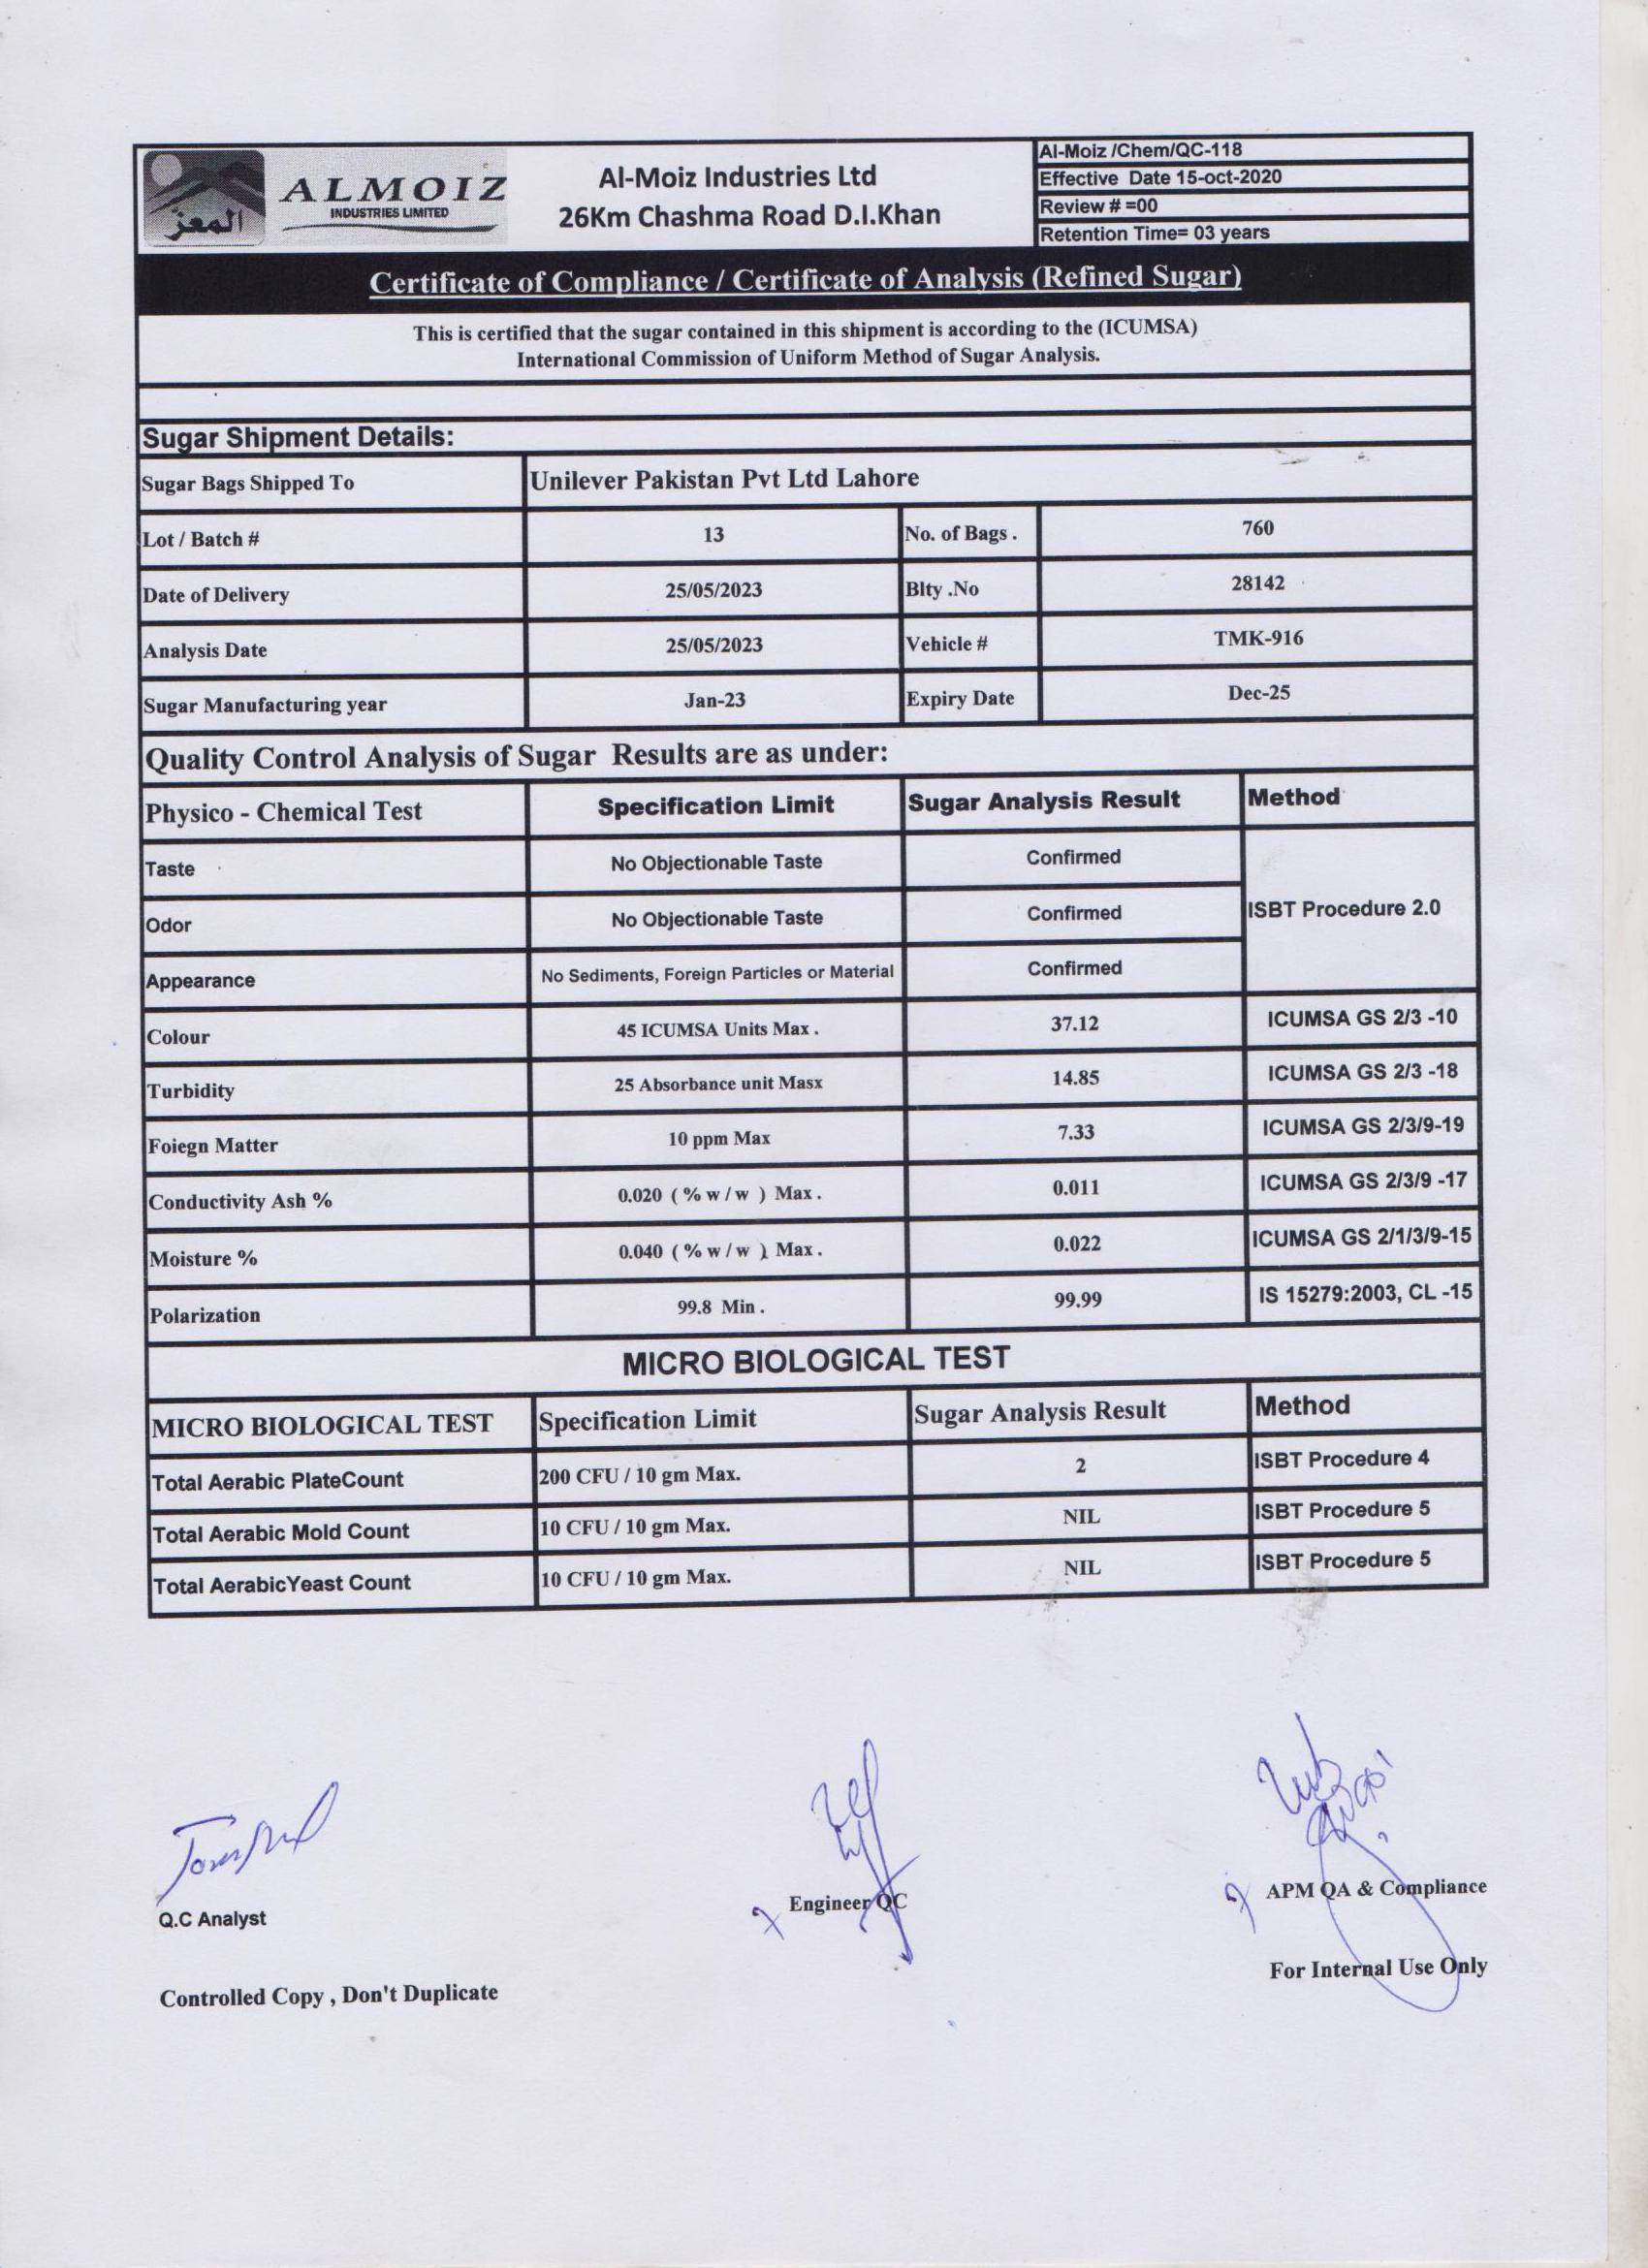 المعز
ALMOIZ
INDUSTRIES LIMITED
Al-Moiz Industries Ltd
26Km Chashma Road D.I.Khan
Al-Moiz /Chem/QC-118
Effective Date 15-oct-2020
Review # =00
Retention Time= 03 years
Certificate of Compliance / Certificate of Analysis (Refined Sugar)
This is certified that the sugar contained in this shipment is according to the (ICUMSA)
International Commission of Uniform Method of Sugar Analysis.
Sugar Shipment Details:
Sugar Bags Shipped To Unilever Pakistan Pvt Ltd Lahore
Lot / Batch # 13 No. of Bags . 760
Date of Delivery 25/05/2023 Blty .No 28142
Analysis Date 25/05/2023 Vehicle # TMK-916
Sugar Manufacturing year Jan-23 Expiry Date Dec-25
Quality Control Analysis of Sugar Results are as under:
Physico - Chemical Test Specification Limit Sugar Analysis Result Method
Taste No Objectionable Taste Confirmed
Odor No Objectionable Taste Confirmed ISBT Procedure 2.0
Appearance No Sediments, Foreign Particles or Material Confirmed
Colour 45 ICUMSA Units Max . 37.12 ICUMSA GS 2/3 -10
Turbidity 25 Absorbance unit Masx 14.85 ICUMSA GS 2/3 -18
Foiegn Matter 10 ppm Max 7.33 ICUMSA GS 2/3/9-19
Conductivity Ash % 0.020 ( % w / w ) Max . 0.011 ICUMSA GS 2/3/9 -17
Moisture % 0.040 ( % w / w ) Max . 0.022 ICUMSA GS 2/1/3/9-15
Polarization 99.8 Min . 99.99 IS 15279:2003, CL -15
MICRO BIOLOGICAL TEST
MICRO BIOLOGICAL TEST Specification Limit Sugar Analysis Result Method
Total Aerabic PlateCount 200 CFU / 10 gm Max. 2 ISBT Procedure 4
Total Aerabic Mold Count 10 CFU / 10 gm Max. NIL ISBT Procedure 5
Total AerabicYeast Count 10 CFU / 10 gm Max. NIL ISBT Procedure 5
Q.C Analyst Engineer QC APM QA & Compliance
Controlled Copy , Don't Duplicate For Internal Use Only